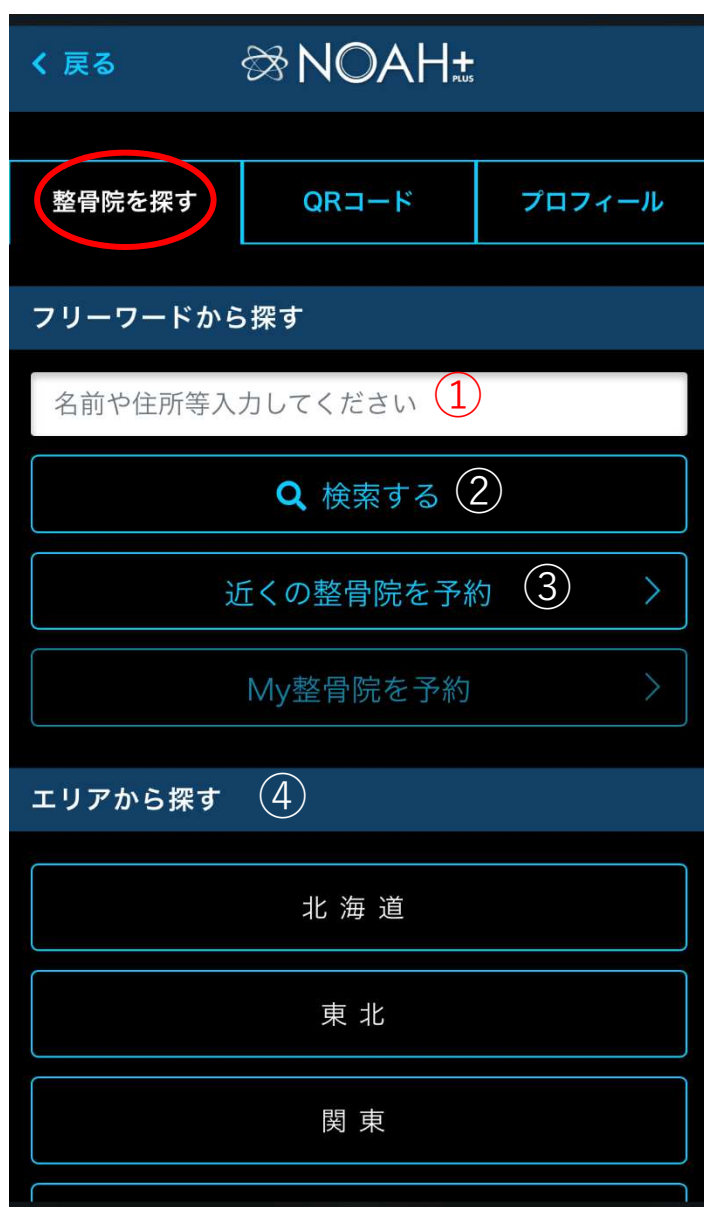 戻る NOAH+ PLUS
整骨院を探す QRコード プロフィール
フリーワードから探す
名前や住所等入力してください ①
検索する ②
近くの整骨院を予約 ③
My整骨院を予約
エリアから探す ④
北海道
東北
関東